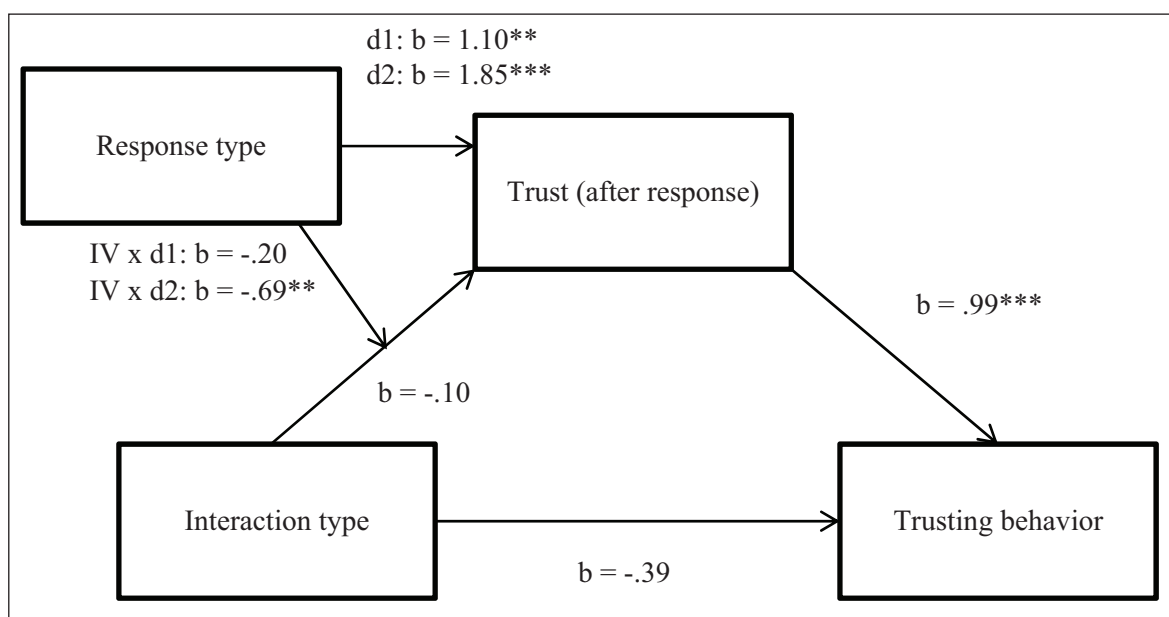 d1: b = 1.10**
d2: b = 1.85***
Response type
Trust (after response)
IV x d1: b = -.20
IV x d2: b = -.69**
b = .99***
b = -.10
Interaction type
Trusting behavior
b = -.39